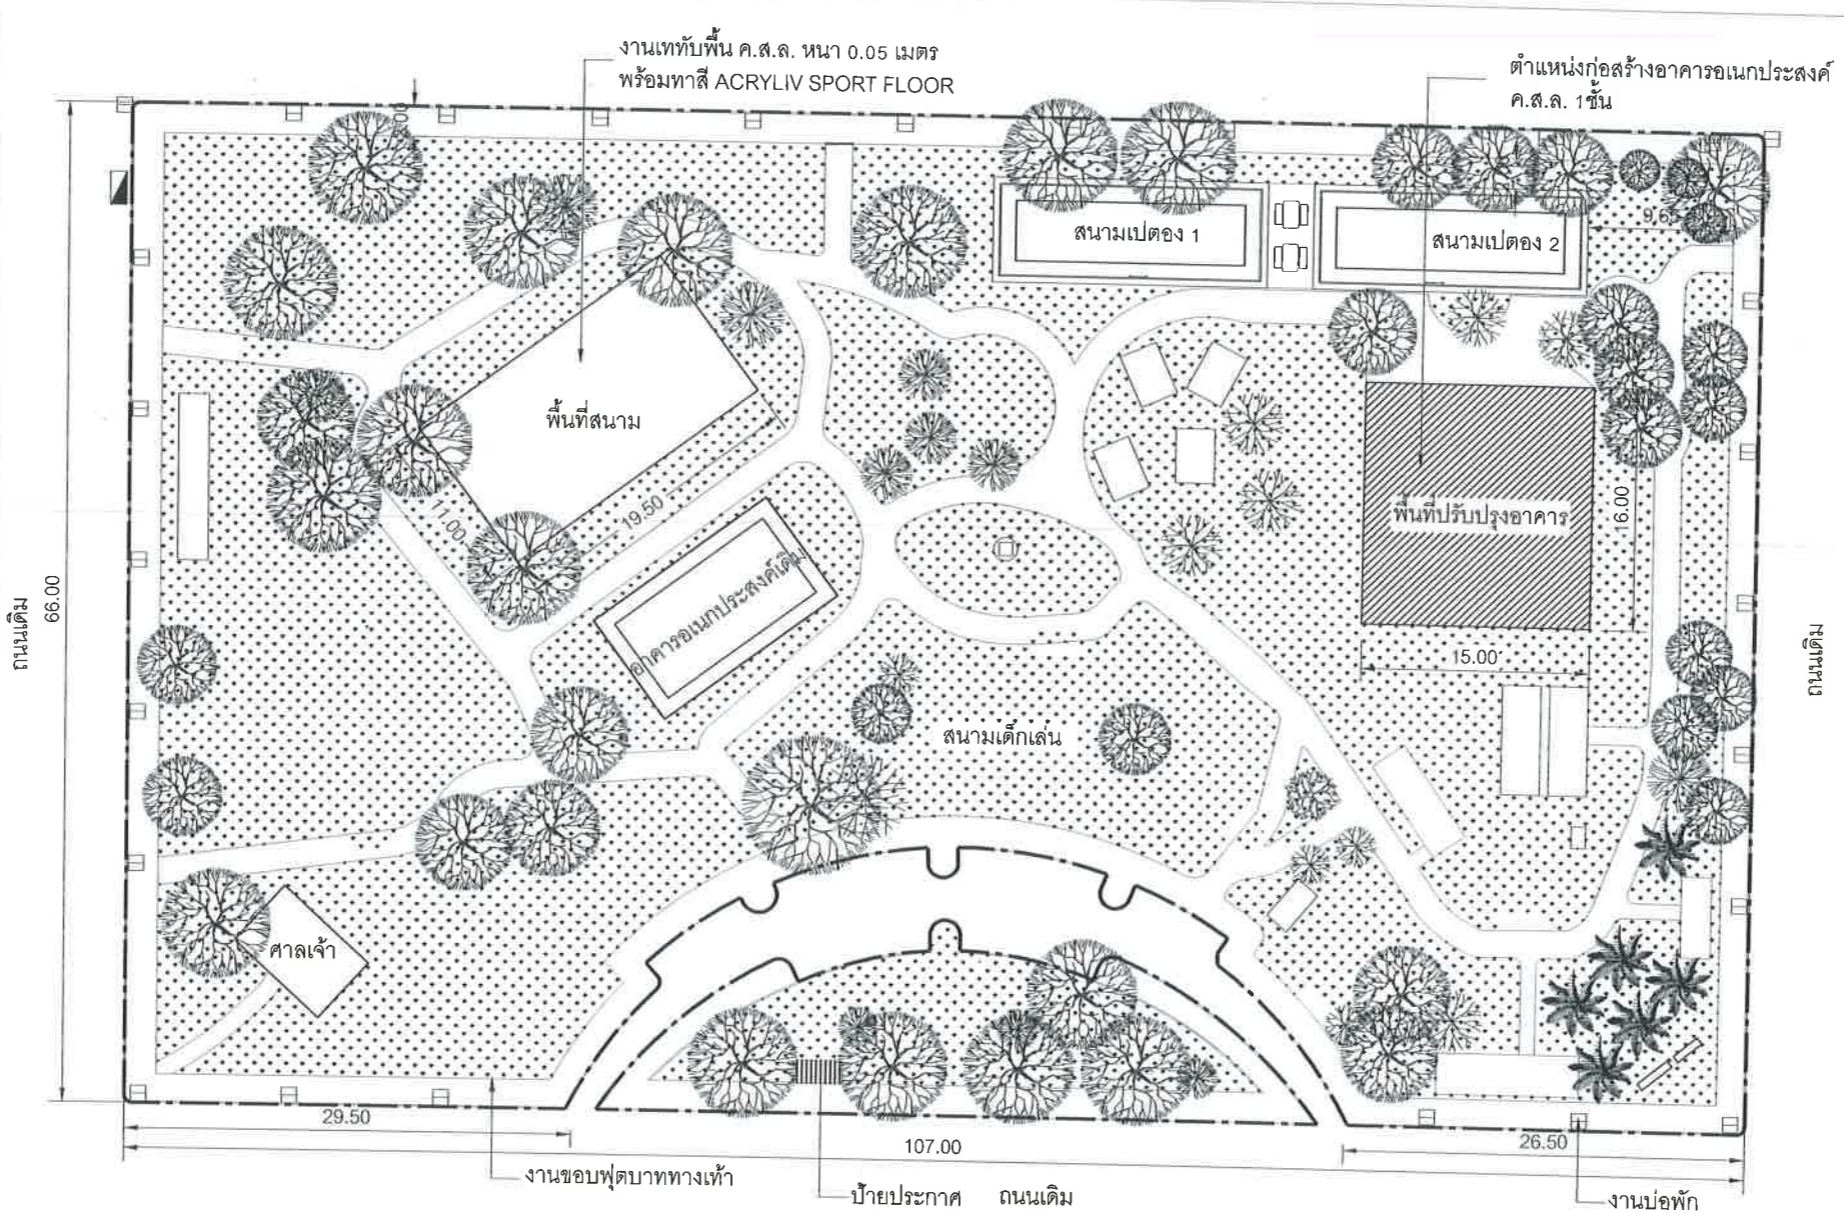 งานเททับพื้น ค.ส.ล. หนา 0.05 เมตร
พร้อมทาสี ACRYLIV SPORT FLOOR
ตำแหน่งก่อสร้างอาคารอเนกประสงค์
ค.ส.ล. 1ชั้น
สนามเปตอง 1
สนามเปตอง 2
9.65
พื้นที่สนาม
11.00
19.50
พื้นที่ปรับปรุงอาคาร
16.00
15.00
อาคารอเนกประสงค์เดิม
ถนนเดิม
66.00
ถนนเดิม
สนามเด็กเล่น
ศาลเจ้า
29.50
107.00
26.50
งานขอบฟุตบาททางเท้า
ป้ายประกาศ
ถนนเดิม
งานบ่อพัก